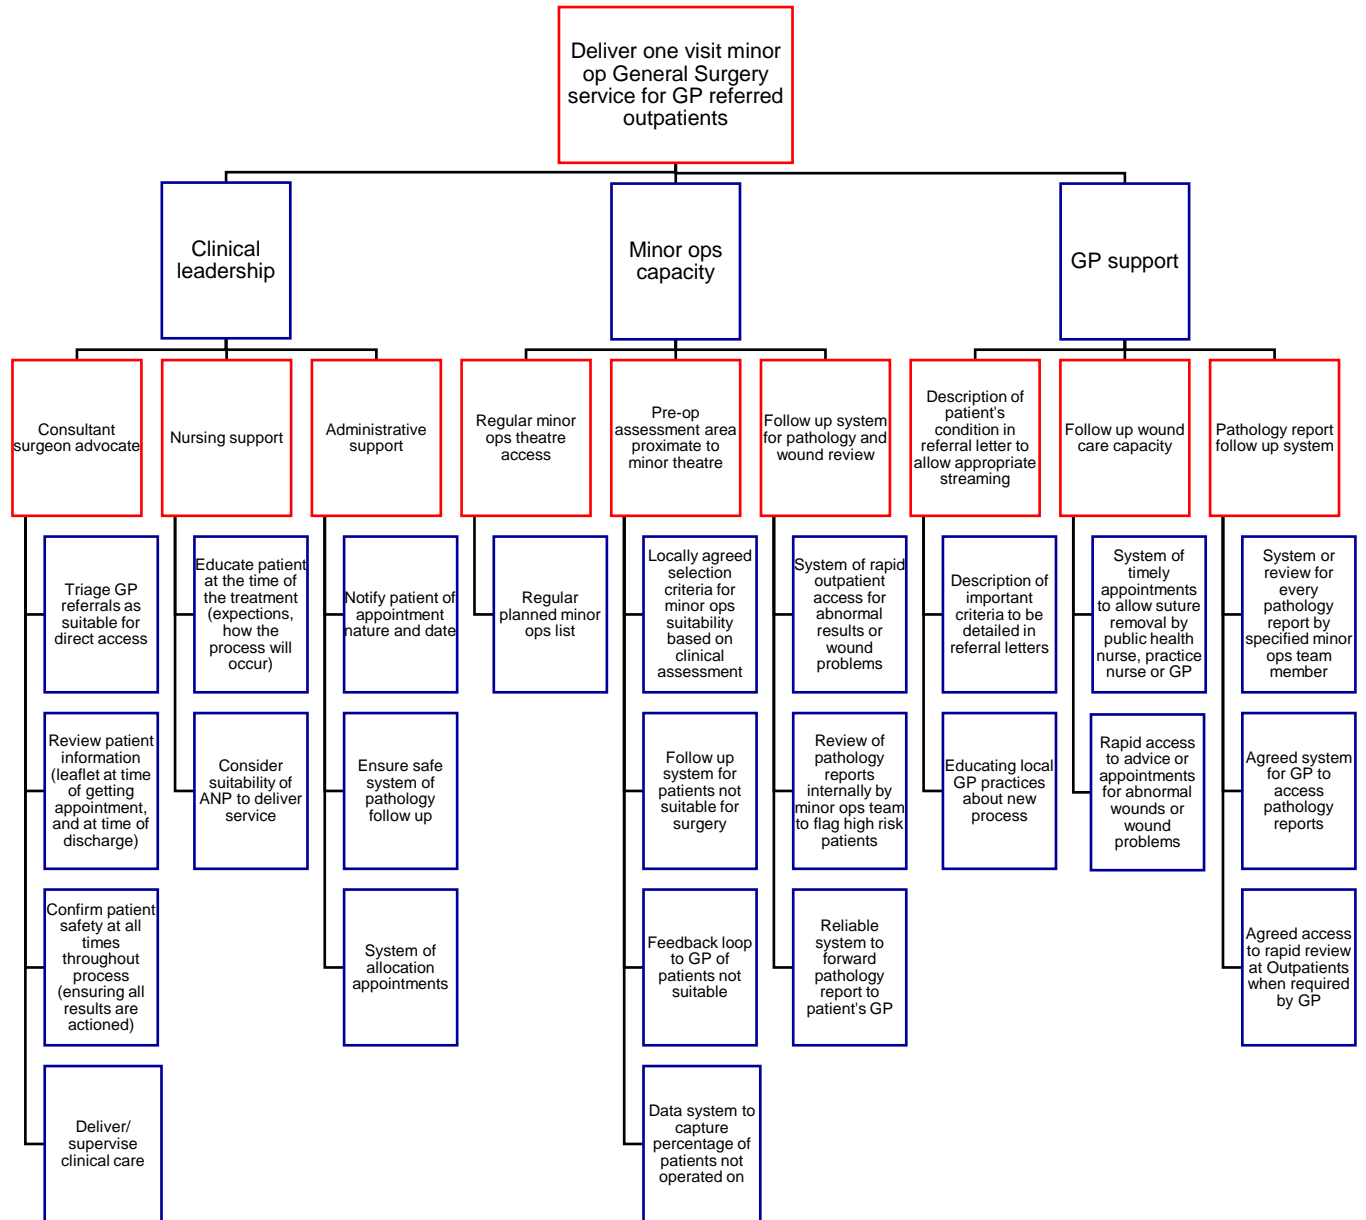 Deliver one visit minor
op General Surgery
service for GP referred
outpatients
Clinical
leadership
Minor ops
capacity
GP support
Consultant
surgeon advocate
Nursing support
Administrative
support
Regular minor
ops theatre
access
Pre-op
assessment area
proximate to
minor theatre
Follow up system
for pathology and
wound review
Description of
patient's
condition in
referral letter to
allow appropriate
streaming
Follow up wound
care capacity
Pathology report
follow up system
Triage GP
referrals as
suitable for
direct access
Educate patient
at the time of
the treatment
(expections,
how the
process will
occur)
Notify patient of
appointment
nature and date
Regular
planned minor
ops list
Locally agreed
selection
criteria for
minor ops
suitability
based on
clinical
assessment
System of rapid
outpatient
access for
abnormal
results or
wound
problems
Description of
important
criteria to be
detailed in
referral letters
System of
timely
appointments
to allow suture
removal by
public health
nurse, practice
nurse or GP
System or
review for
every
pathology
report by
specified minor
ops team
member
Review patient
information
(leaflet at time
of getting
appointment,
and at time of
discharge)
Consider
suitability of
ANP to deliver
service
Ensure safe
system of
pathology
follow up
Follow up
system for
patients not
suitable for
surgery
Review of
pathology
reports
internally by
minor ops team
to flag high risk
patients
Educating local
GP practices
about new
process
Rapid access
to advice or
appointments
for abnormal
wounds or
wound
problems
Agreed system
for GP to
access
pathology
reports
Confirm patient
safety at all
times
throughout
process
(ensuring all
results are
actioned)
System of
allocation
appointments
Feedback loop
to GP of
patients not
suitable
Reliable
system to
forward
pathology
report to
patient's GP
Agreed access
to rapid review
at Outpatients
when required
by GP
Deliver/
supervise
clinical care
Data system to
capture
percentage of
patients not
operated on